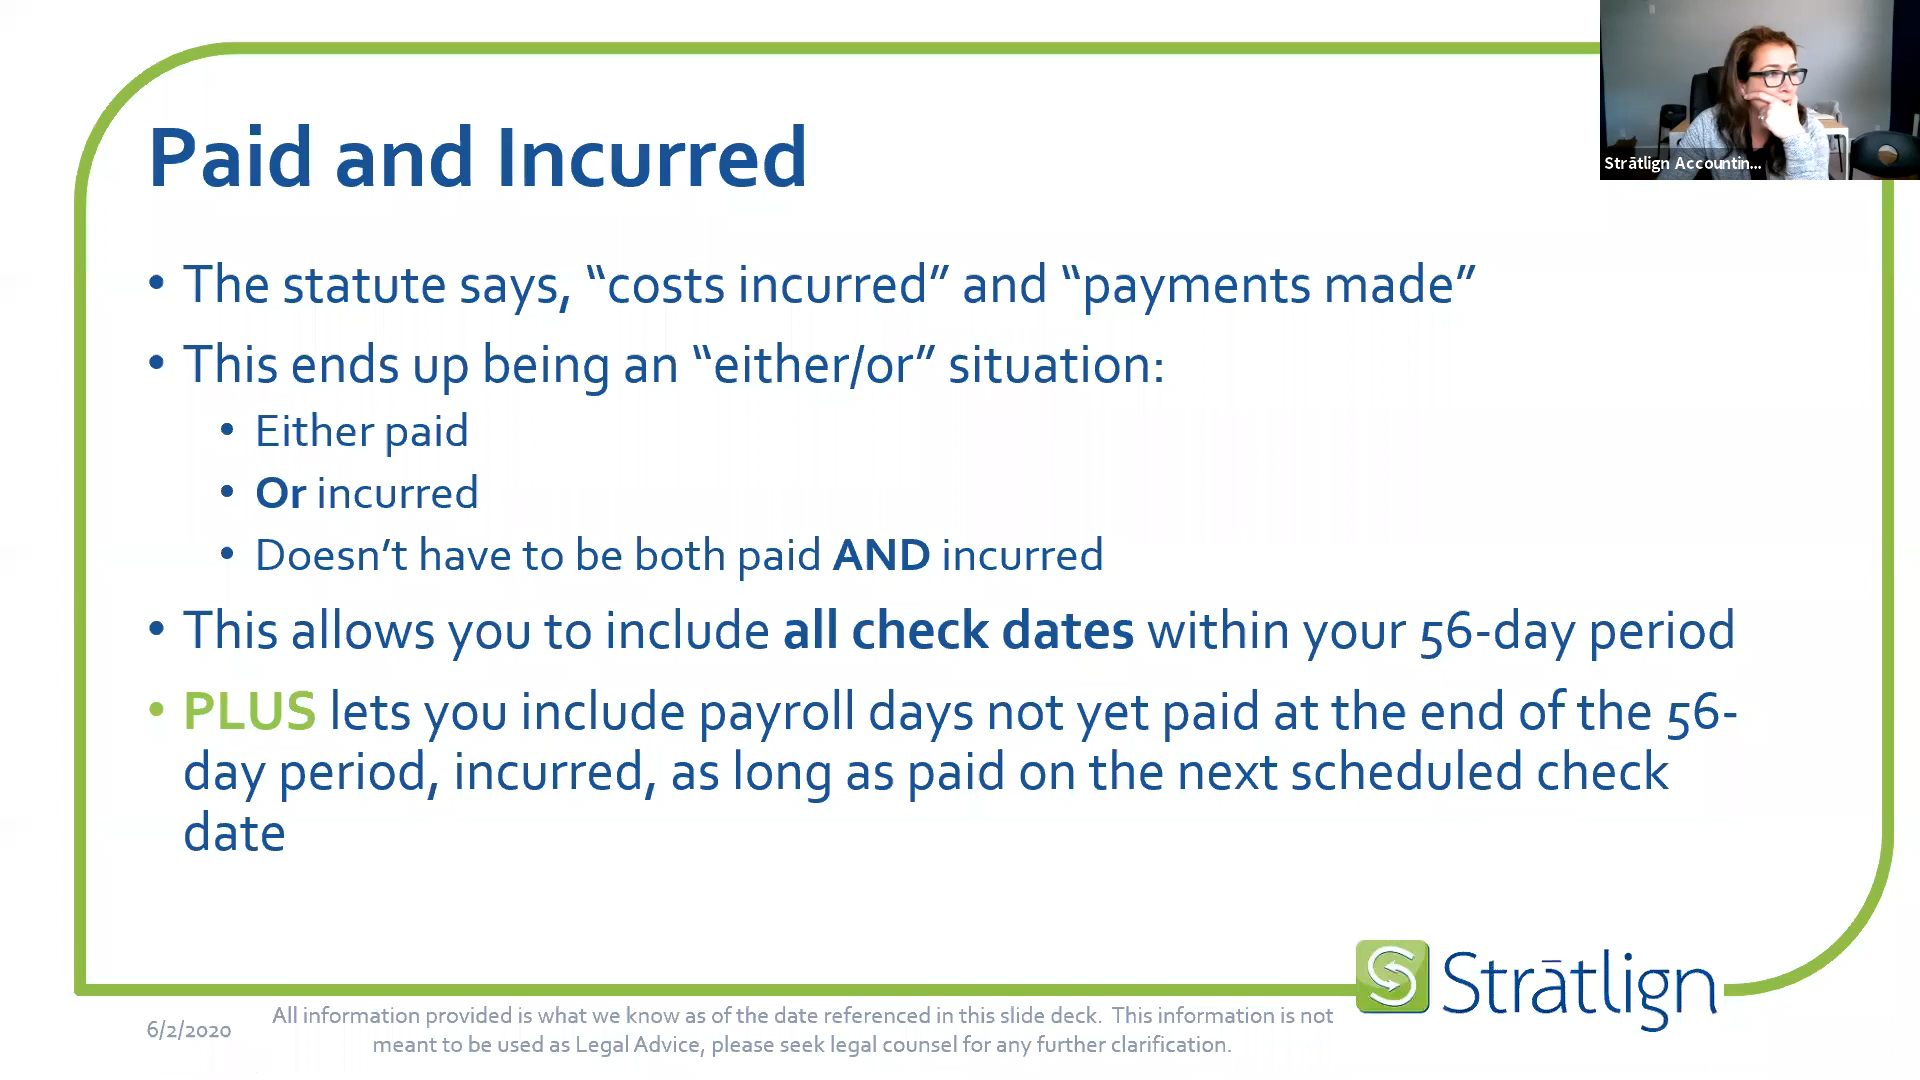 Paid and Incurred
• The statute says, “costs incurred” and “payments made”
• This ends up being an “either/or” situation:
• Either paid
• Or incurred
• Doesn’t have to be both paid AND incurred
• This allows you to include all check dates within your 56-day period
• PLUS lets you include payroll days not yet paid at the end of the 56-
day period, incurred, as long as paid on the next scheduled check
date
Strātlign Accountin...
Strātlign
6/2/2020
All information provided is what we know as of the date referenced in this slide deck. This information is not
meant to be used as Legal Advice, please seek legal counsel for any further clarification.